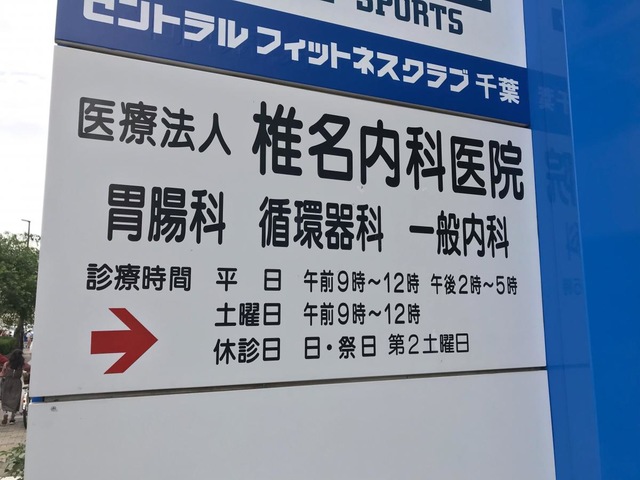 SPORTS
セントラルフィットネスクラブ 千葉
医療法人 椎名内科医院
胃腸科 循環器科 一般内科
診療時間 平 日 午前9時〜12時 午後2時〜5時
土曜日 午前9時〜12時
休診日 日・祭日 第2土曜日